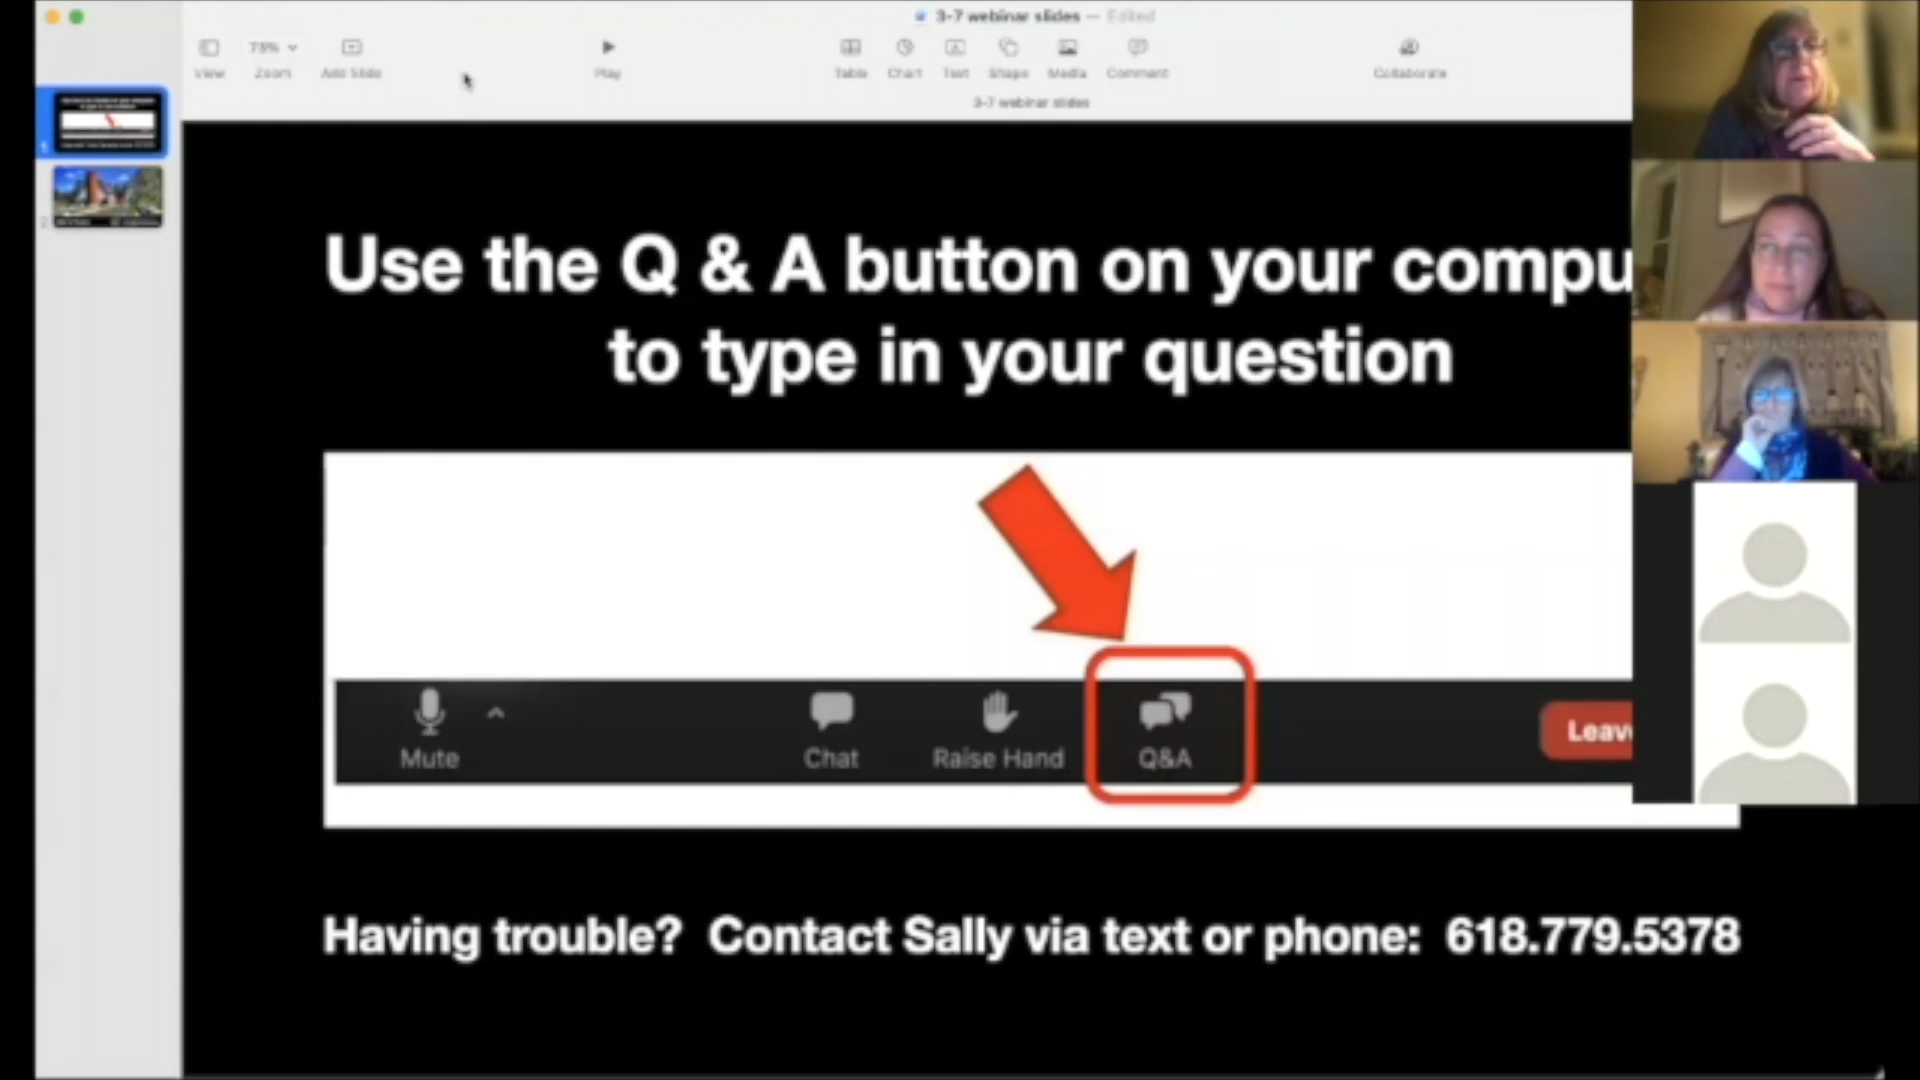 3-7 webinar slides — Edited
75%
View
Zoom
Add Slide
Play
Table
Chart
Text
Shape
Media
Comment
Collaborate
3-7 webinar slides
Use the Q & A button on your compu
to type in your question
Mute
Chat
Raise Hand
Q&A
Leav
Having trouble?  Contact Sally via text or phone:  618.779.5378